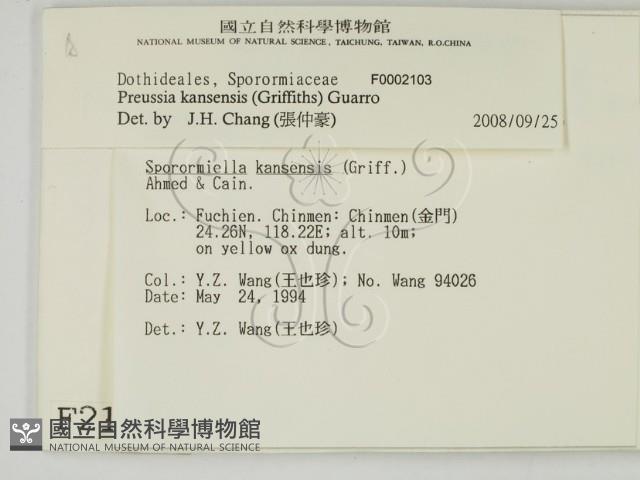 國立自然科學博物館
NATIONAL MUSEUM OF NATURAL SCIENCE, TAICHUNG, TAIWAN, R.O.CHINA
Dothideales, Sporormiaceae F0002103
Preussia kansensis (Griffiths) Guarro
Det. by J.H. Chang (張仲豪)
2008/09/25
Sporormiella kansensis (Griff.)
Ahmed & Cain.
Loc.: Fuchien. Chinmen: Chinmen(金門)
24.26N, 118.22E; alt. 10m;
on yellow ox dung.
Col.: Y.Z. Wang(王也珍); No. Wang 94026
Date: May 24, 1994
Det.: Y.Z. Wang(王也珍)
F21
國立自然科學博物館
NATIONAL MUSEUM OF NATURAL SCIENCE